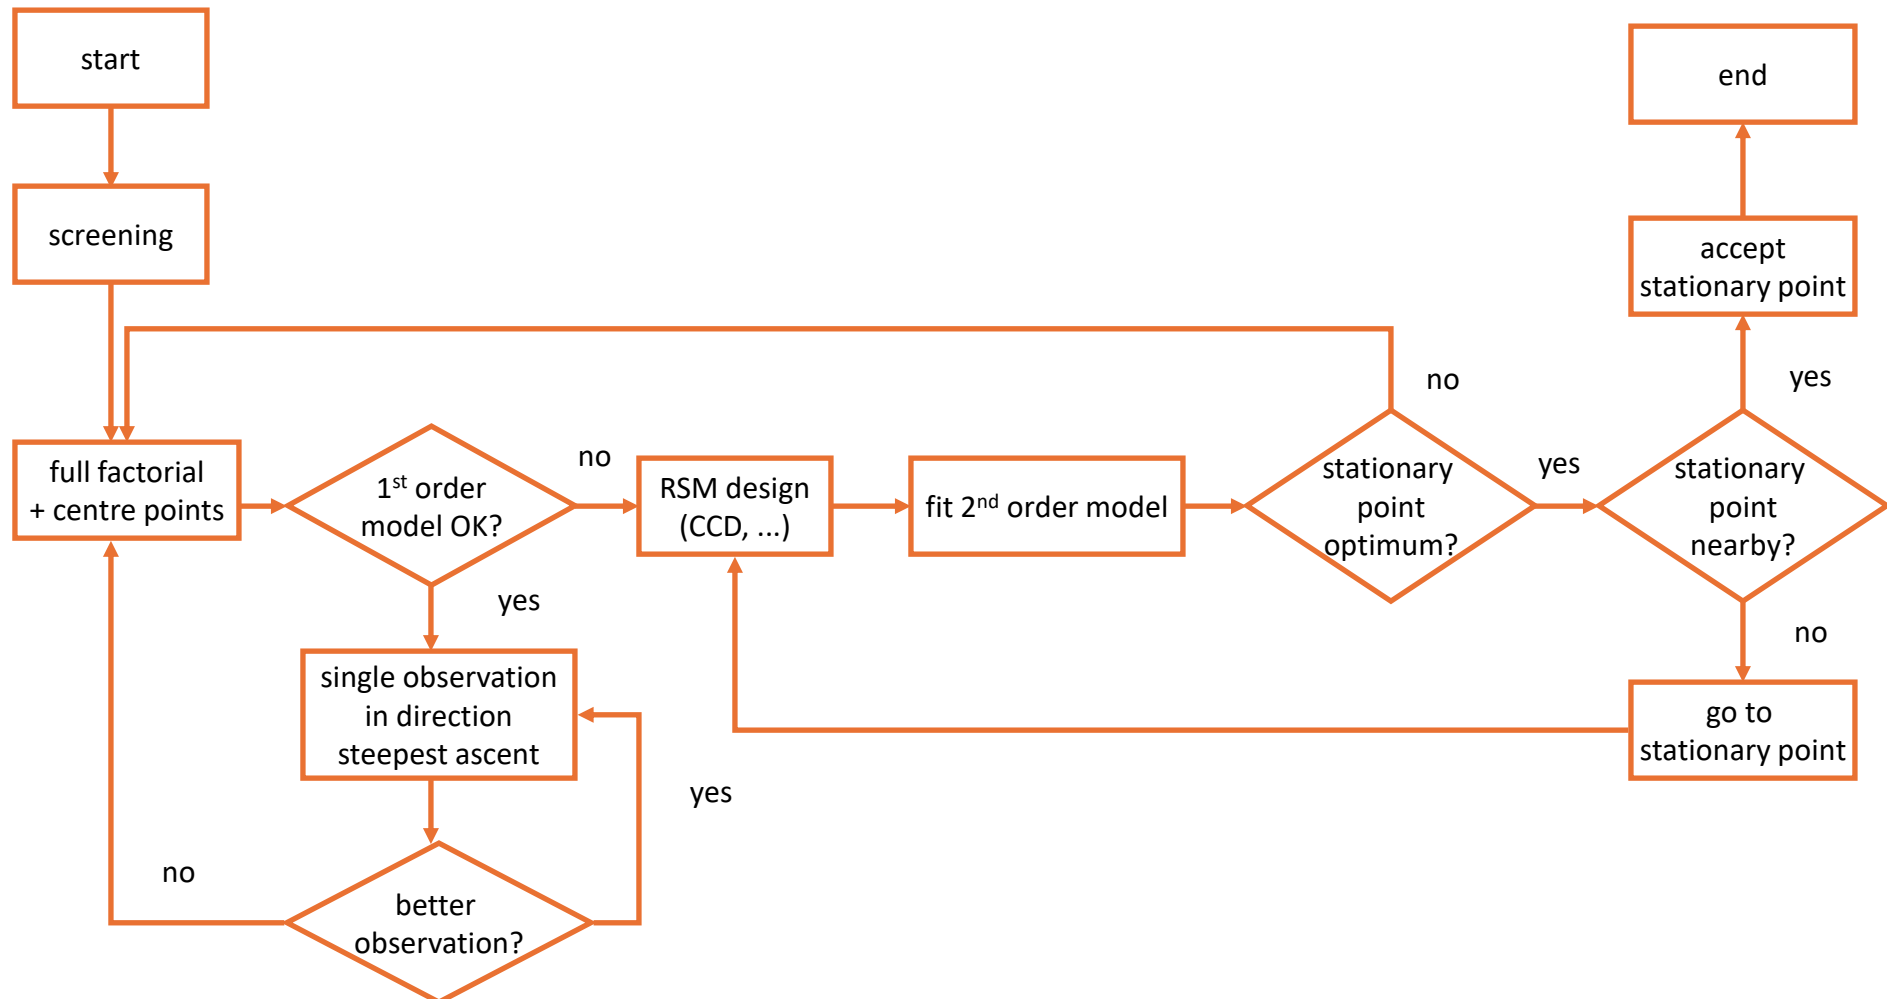 start
screening
full factorial
+ centre points
1st order
model OK?
no
yes
single observation
in direction
steepest ascent
better
observation?
no
yes
RSM design
(CCD, ...)
fit 2nd order model
stationary
point
optimum?
no
yes
stationary
point
nearby?
yes
no
accept
stationary point
end
go to
stationary point